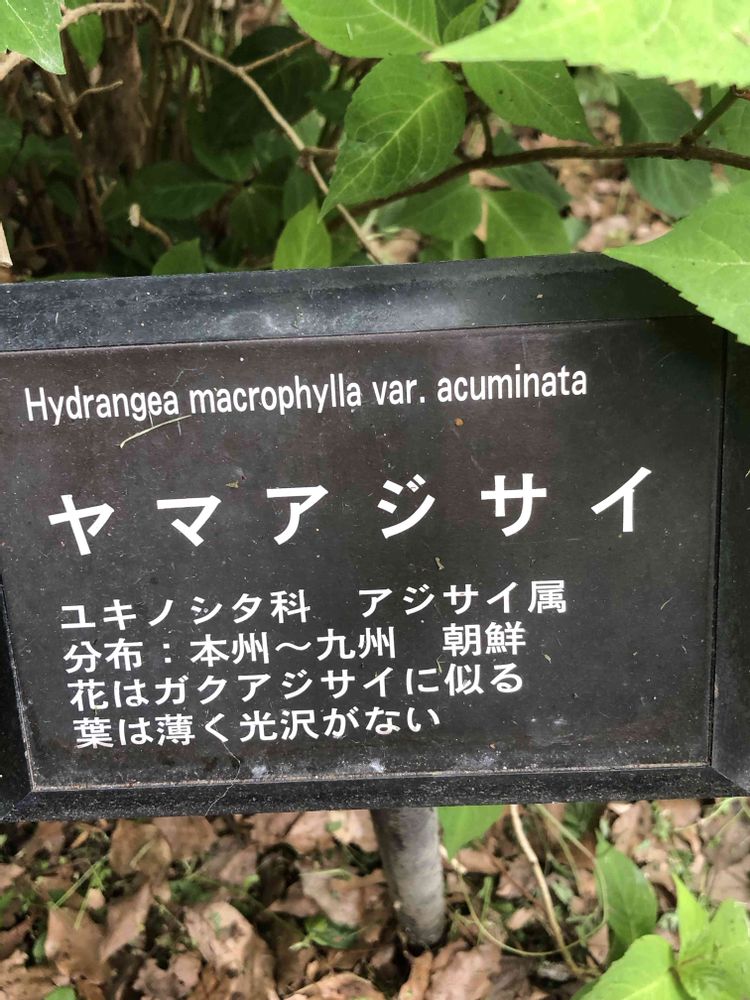 Hydrangea macrophylla var. acuminata
ヤマアジサイ
ユキノシタ科　アジサイ属
分布：本州～九州　朝鮮
花はガクアジサイに似る
葉は薄く光沢がない